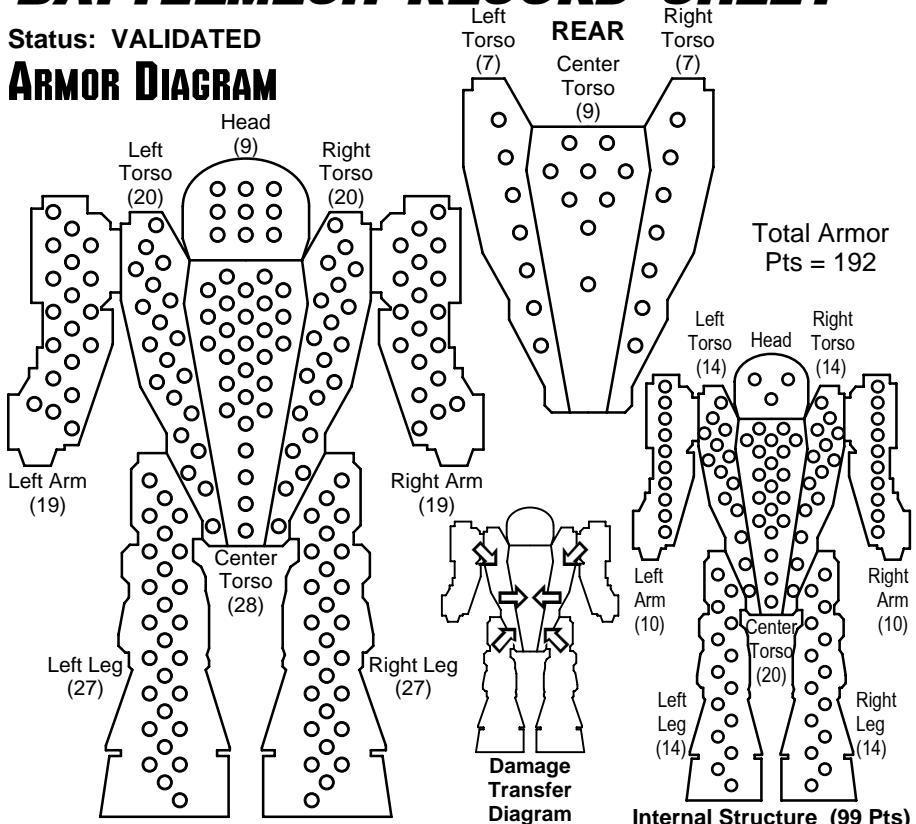 BATTLEMECH RECORD SHEET
Status: VALIDATED
ARMOR DIAGRAM
Left
Torso
(7)
REAR
Center
Torso
(9)
Right
Torso
(7)
Head
(9)
Left
Torso
(20)
Right
Torso
(20)
Total Armor
Pts = 192
Left Arm
(19)
Right Arm
(19)
Center
Torso
(28)
Left Leg
(27)
Right Leg
(27)
Damage
Transfer
Diagram
Left
Torso
(14)
Head
Right
Torso
(14)
Left
Arm
(10)
Right
Arm
(10)
Center
Torso
(20)
Left
Leg
(14)
Right
Leg
(14)
Internal Structure (99 Pts)